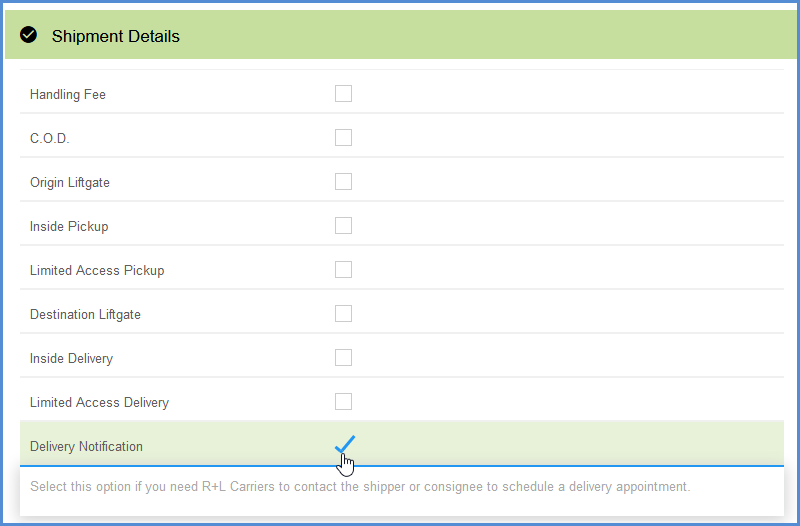 Shipment Details
Handling Fee
C.O.D.
Origin Liftgate
Inside Pickup
Limited Access Pickup
Destination Liftgate
Inside Delivery
Limited Access Delivery
Delivery Notification
Select this option if you need R+L Carriers to contact the shipper or consignee to schedule a delivery appointment.